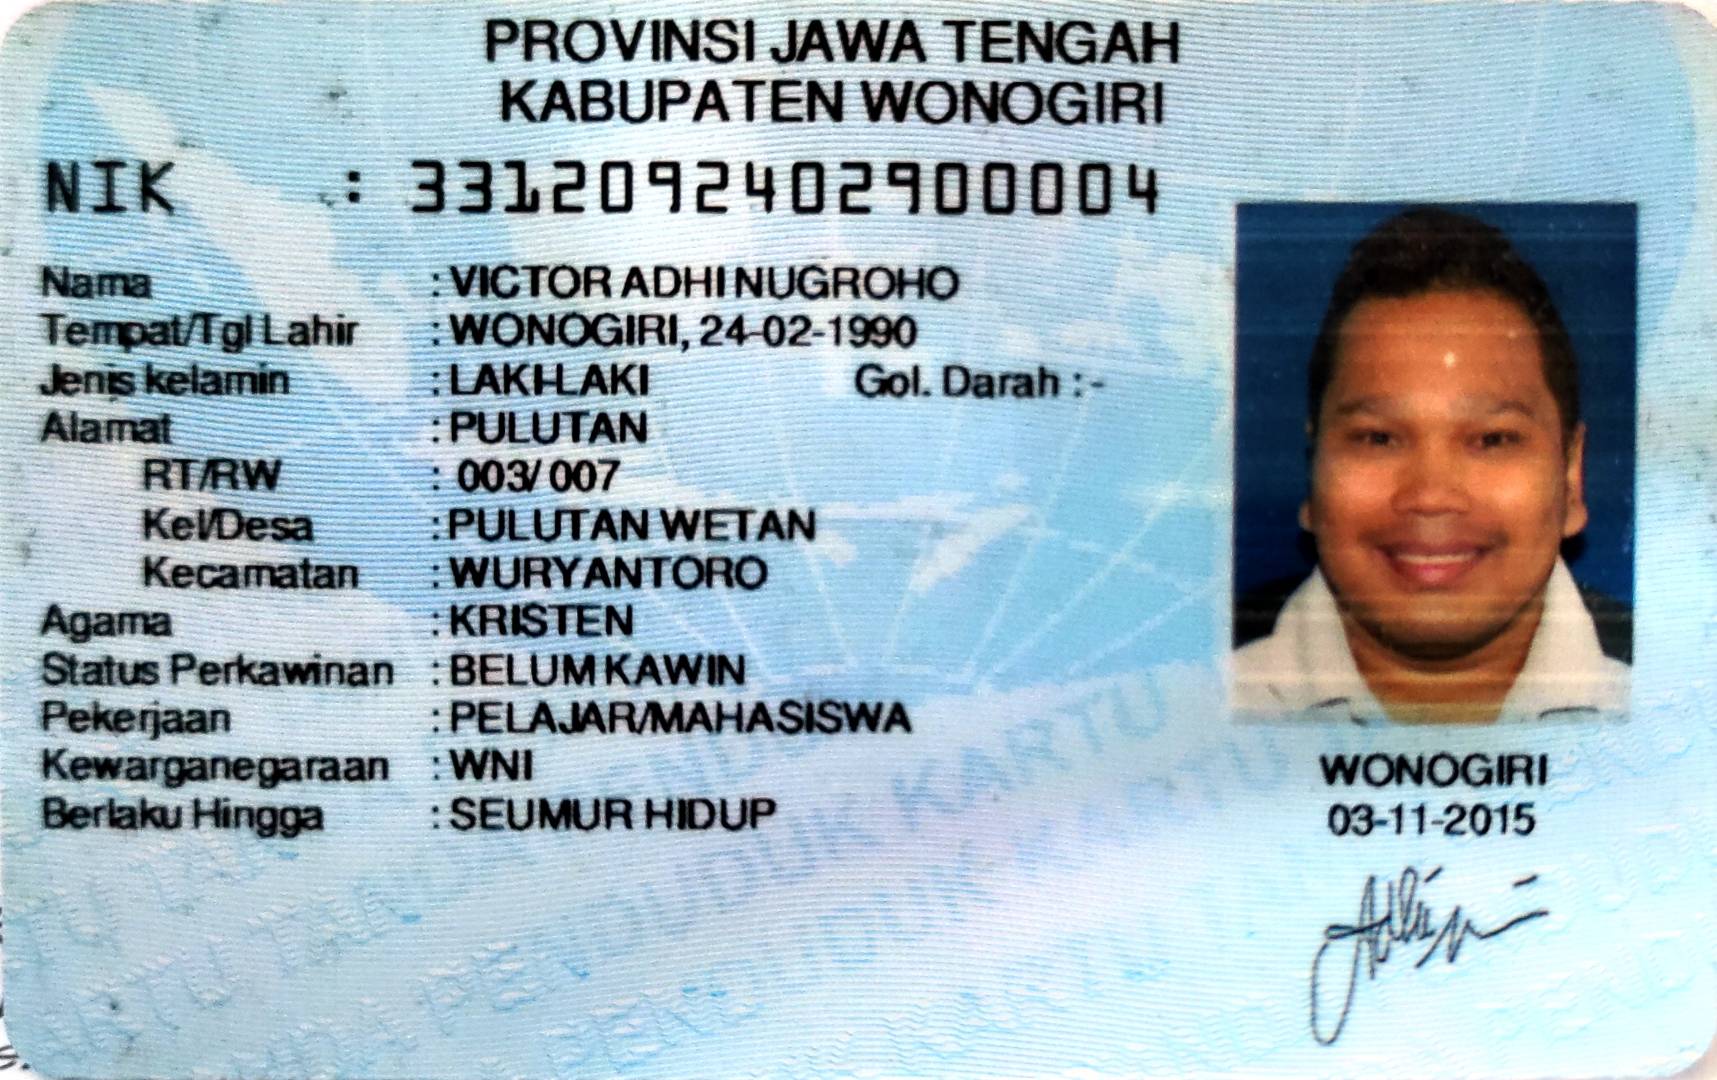 PROVINSI JAWA TENGAH
KABUPATEN WONOGIRI
NIK : 3312092402900004
Nama : VICTOR ADHI NUGROHO
Tempat/Tgl Lahir : WONOGIRI, 24-02-1990
Jenis kelamin : LAKI-LAKI Gol. Darah : -
Alamat : PULUTAN
RT/RW : 003/ 007
Kel/Desa : PULUTAN WETAN
Kecamatan : WURYANTORO
Agama : KRISTEN
Status Perkawinan : BELUM KAWIN
Pekerjaan : PELAJAR/MAHASISWA
Kewarganegaraan : WNI
Berlaku Hingga : SEUMUR HIDUP
WONOGIRI
03-11-2015